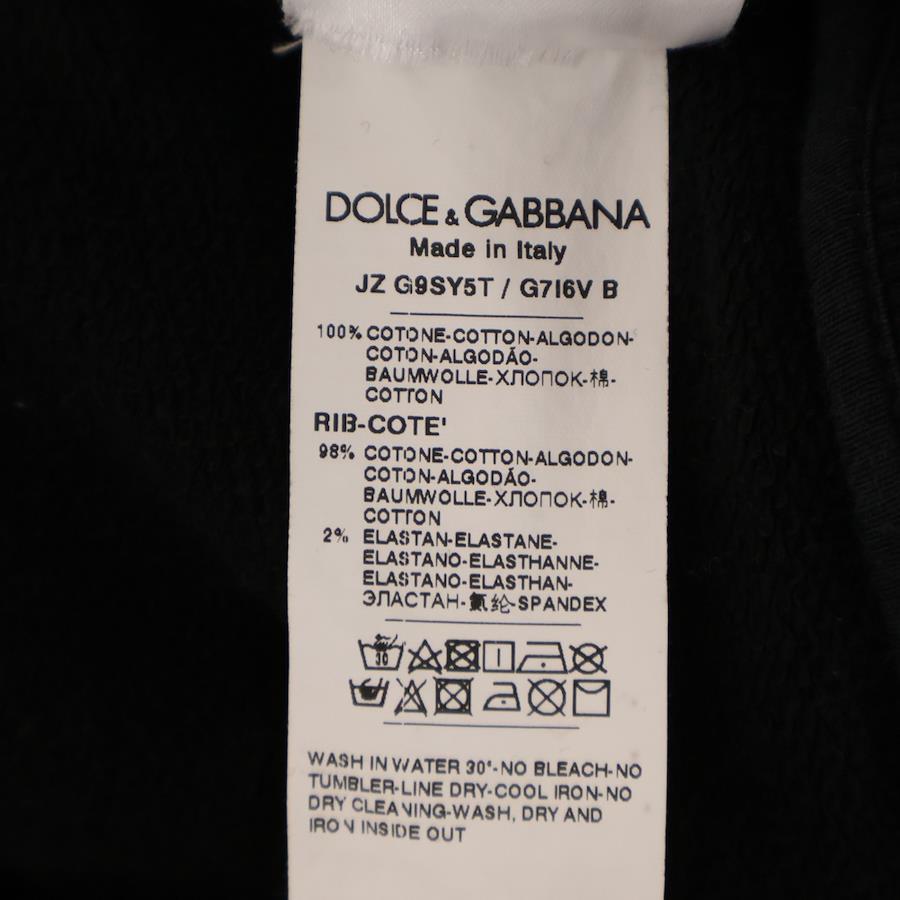 DOLCE & GABBANA
Made in Italy
JZ G9SY5T / G7I6V B
100% COTONE-COTTON-ALGODON-
COTON-ALGODÃO-
BAUMWOLLE-ХЛОПОК-棉-
COTTON
RIB-COTE'
98% COTONE-COTTON-ALGODON-
COTON-ALGODÃO-
BAUMWOLLE-ХЛОПОК-棉-
COTTON
2% ELASTAN-ELASTANE-
ELASTANO-ELASTHANNE-
ELASTANO-ELASTHAN-
ЭЛАСТАН-氨纶-SPANDEX
30
WASH IN WATER 30°-NO BLEACH-NO
TUMBLER-LINE DRY-COOL IRON-NO
DRY CLEANING-WASH, DRY AND
IRON INSIDE OUT